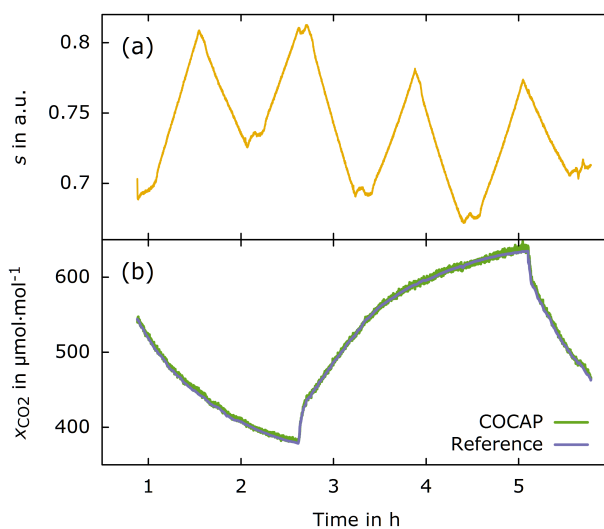 (a)
s in a.u.
0.8
0.75
0.7
(b)
xCO2 in µmol·mol-1
600
500
400
COCAP
Reference
1 2 3 4 5
Time in h